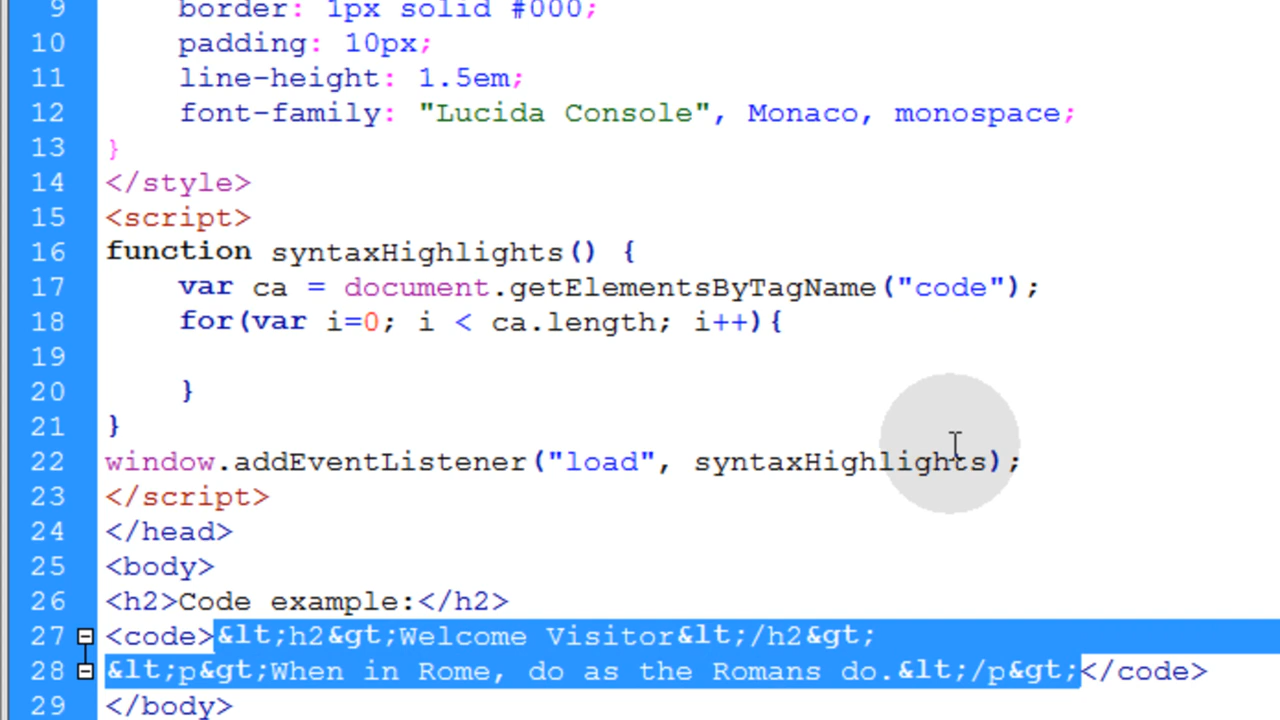 9 border: 1px solid #000;
10 padding: 10px;
11 line-height: 1.5em;
12 font-family: "Lucida Console", Monaco, monospace;
13 }
14 </style>
15 <script>
16 function syntaxHighlights() {
17 var ca = document.getElementsByTagName("code");
18 for(var i=0; i < ca.length; i++){
19
20 }
21 }
22 window.addEventListener("load", syntaxHighlights);
23 </script>
24 </head>
25 <body>
26 <h2>Code example:</h2>
27 <code>&lt;h2&gt;Welcome Visitor&lt;/h2&gt;
28 &lt;p&gt;When in Rome, do as the Romans do.&lt;/p&gt;</code>
29 </body>